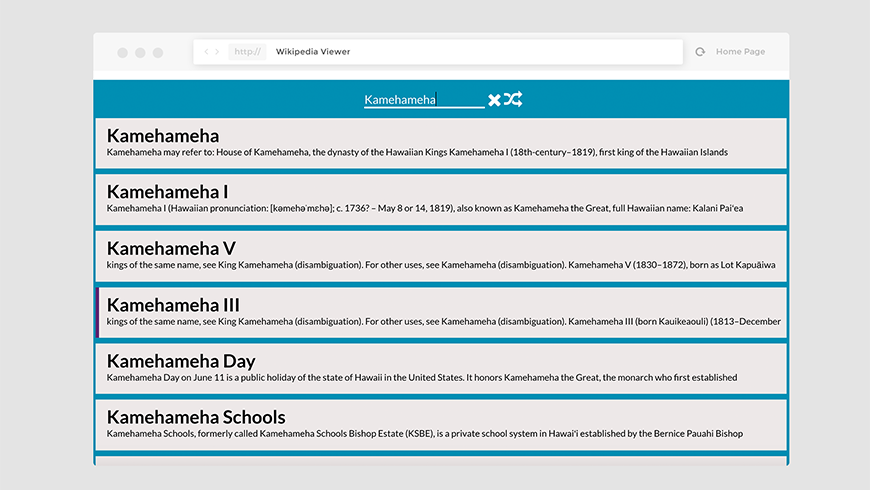 http:// Wikipedia Viewer Home Page
Kamehameha
Kamehameha
Kamehameha may refer to: House of Kamehameha, the dynasty of the Hawaiian Kings Kamehameha I (18th-century–1819), first king of the Hawaiian Islands
Kamehameha I
Kamehameha I (Hawaiian pronunciation: [kəmehəˈmɛhə]; c. 1736? – May 8 or 14, 1819), also known as Kamehameha the Great, full Hawaiian name: Kalani Paiʻea
Kamehameha V
kings of the same name, see King Kamehameha (disambiguation). For other uses, see Kamehameha (disambiguation). Kamehameha V (1830–1872), born as Lot Kapuāiwa
Kamehameha III
kings of the same name, see King Kamehameha (disambiguation). For other uses, see Kamehameha (disambiguation). Kamehameha III (born Kauikeaouli) (1813–December
Kamehameha Day
Kamehameha Day on June 11 is a public holiday of the state of Hawaii in the United States. It honors Kamehameha the Great, the monarch who first established
Kamehameha Schools
Kamehameha Schools, formerly called Kamehameha Schools Bishop Estate (KSBE), is a private school system in Hawaiʻi established by the Bernice Pauahi Bishop